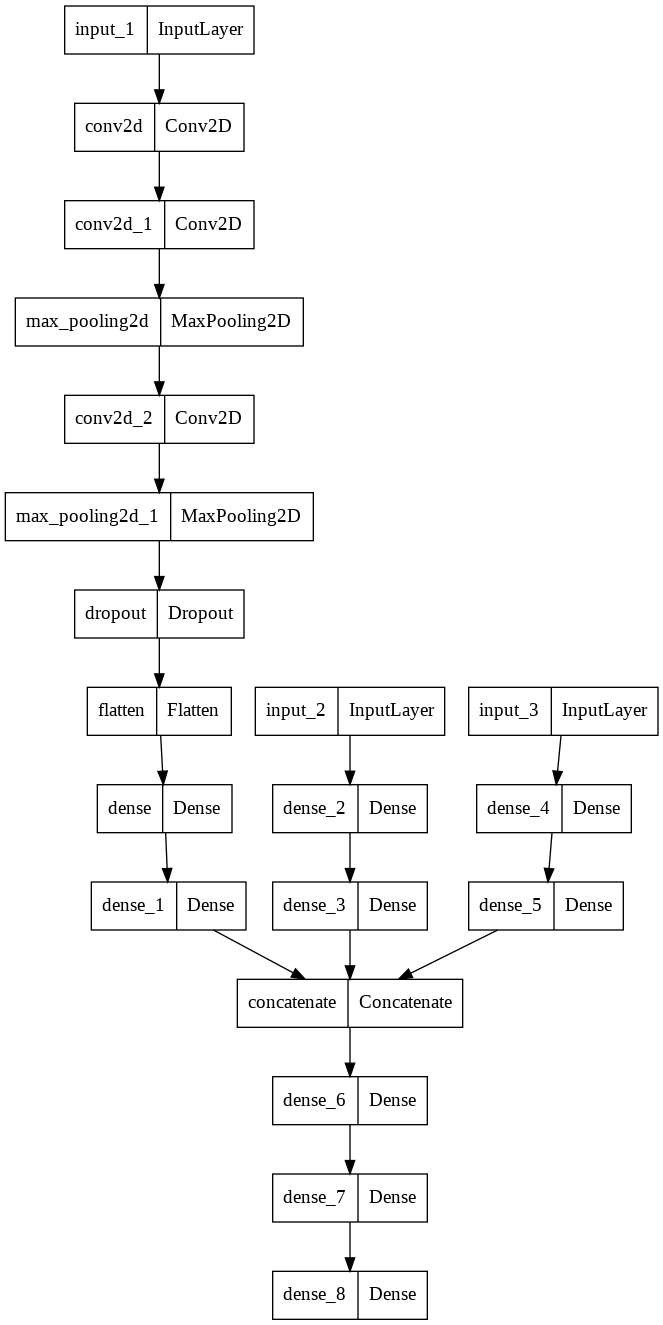 input_1 InputLayer
conv2d Conv2D
conv2d_1 Conv2D
max_pooling2d MaxPooling2D
conv2d_2 Conv2D
max_pooling2d_1 MaxPooling2D
dropout Dropout
flatten Flatten input_2 InputLayer input_3 InputLayer
dense Dense dense_2 Dense dense_4 Dense
dense_1 Dense dense_3 Dense dense_5 Dense
concatenate Concatenate
dense_6 Dense
dense_7 Dense
dense_8 Dense